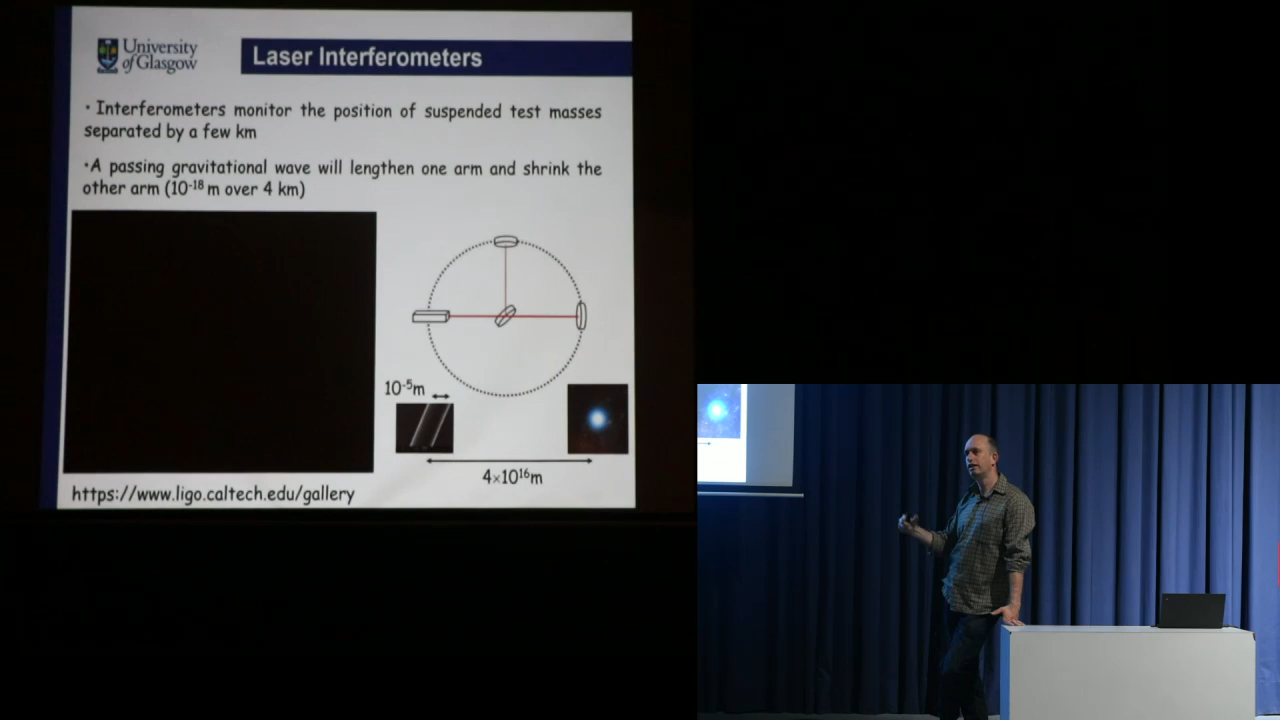 University
of Glasgow
Laser Interferometers
· Interferometers monitor the position of suspended test masses
separated by a few km
·A passing gravitational wave will lengthen one arm and shrink the
other arm (10⁻¹⁸ m over 4 km)
10⁻⁵m
4×10¹⁶m
https://www.ligo.caltech.edu/gallery